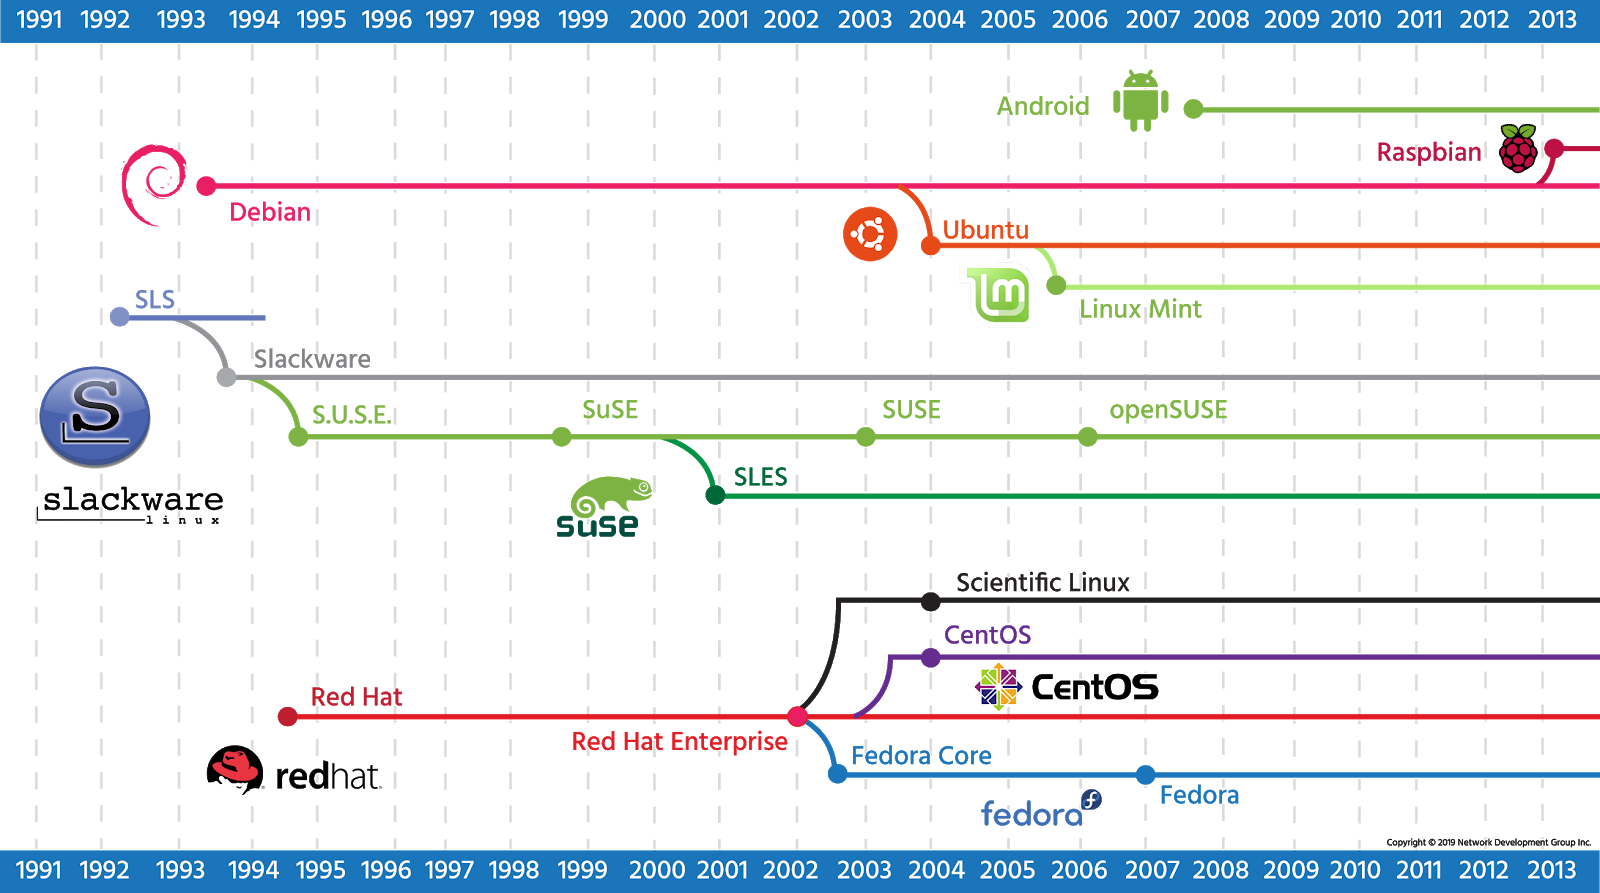 1991 1992 1993 1994 1995 1996 1997 1998 1999 2000 2001 2002 2003 2004 2005 2006 2007 2008 2009 2010 2011 2012 2013
Android
Raspbian
Debian
Ubuntu
Linux Mint
SLS
Slackware
S
S.U.S.E.
SuSE
SUSE
openSUSE
SLES
slackware
linux
SUSE
Scientific Linux
CentOS
CentOS
Red Hat
Red Hat Enterprise
Fedora Core
redhat.
Fedora
fedora
Copyright © 2019 Network Development Group Inc.
1991 1992 1993 1994 1995 1996 1997 1998 1999 2000 2001 2002 2003 2004 2005 2006 2007 2008 2009 2010 2011 2012 2013